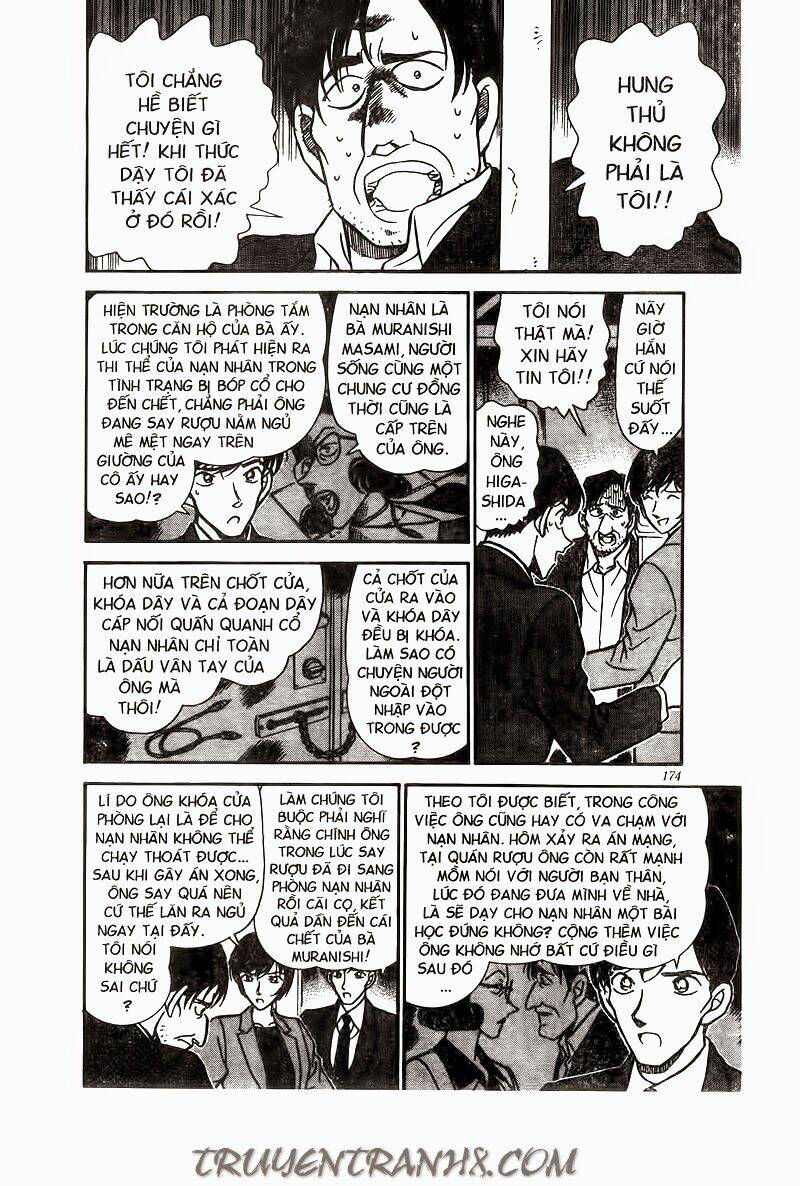 HUNG
THỦ
KHÔNG
PHẢI LÀ
TÔI!!
TÔI CHẲNG
HỀ BIẾT
CHUYỆN GÌ
HẾT! KHI THỨC
DẬY TÔI ĐÃ
THẤY CÁI XÁC
Ở ĐÓ RỒI!
NÃY
GIỜ
HẮN
CỨ NÓI
THẾ
SUỐT
ĐẤY...
TÔI NÓI
THẬT MÀ!
XIN HÃY
TIN TÔI!!
NGHE
NÀY,
ÔNG
HIGA-
SHIDA
...
NẠN NHÂN LÀ
BÀ MURANISHI
MASAMI, NGƯỜI
SỐNG CÙNG MỘT
CHUNG CƯ ĐỒNG
THỜI CŨNG LÀ
CẤP TRÊN
CỦA ÔNG.
HIỆN TRƯỜNG LÀ PHÒNG TẮM
TRONG CĂN HỘ CỦA BÀ ẤY.
LÚC CHÚNG TÔI PHÁT HIỆN RA
THI THỂ CỦA NẠN NHÂN TRONG
TÌNH TRẠNG BỊ BÓP CỔ CHO
ĐẾN CHẾT, CHẲNG PHẢI ÔNG
ĐANG SAY RƯỢU NẰM NGỦ
MÊ MỆT NGAY TRÊN
GIƯỜNG CỦA
CÔ ẤY HAY
SAO!?
CẢ CHỐT CỦA
CỬA RA VÀO
VÀ KHÓA DÂY
ĐỀU BỊ KHÓA.
LÀM SAO CÓ
CHUYỆN NGƯỜI
NGOÀI ĐỘT
NHẬP VÀO
TRONG ĐƯỢC
?
HƠN NỮA TRÊN CHỐT CỬA,
KHÓA DÂY VÀ CẢ ĐOẠN DÂY
CÁP NỐI QUẤN QUANH CỔ
NẠN NHÂN CHỈ TOÀN
LÀ DẤU VÂN TAY CỦA
ÔNG MÀ
THÔI!
174
THEO TÔI ĐƯỢC BIẾT, TRONG CÔNG
VIỆC ÔNG CŨNG HAY CÓ VA CHẠM VỚI
NẠN NHÂN. HÔM XẢY RA ÁN MẠNG,
TẠI QUÁN RƯỢU ÔNG CÒN RẤT MẠNH
MỒM NÓI VỚI NGƯỜI BẠN THÂN,
LÚC ĐÓ ĐANG ĐƯA MÌNH VỀ NHÀ,
LÀ SẼ DẠY CHO NẠN NHÂN MỘT BÀI
HỌC ĐÚNG KHÔNG? CỘNG THÊM VIỆC
ÔNG KHÔNG NHỚ BẤT CỨ ĐIỀU GÌ
SAU ĐÓ
...
LÀM CHÚNG TÔI
BUỘC PHẢI NGHĨ
RẰNG CHÍNH ÔNG
TRONG LÚC SAY
RƯỢU ĐÃ ĐI SANG
PHÒNG NẠN NHÂN
RỒI CÃI CỌ, KẾT
QUẢ DẪN ĐẾN CÁI
CHẾT CỦA BÀ
MURANISHI!
LÍ DO ÔNG KHÓA CỬA
PHÒNG LẠI LÀ ĐỂ CHO
NẠN NHÂN KHÔNG THỂ
CHẠY THOÁT ĐƯỢC...
SAU KHI GÂY ÁN XONG,
ÔNG SAY QUÁ NÊN
CỨ THẾ LĂN RA NGỦ
NGAY TẠI ĐẤY.
TÔI NÓI
KHÔNG
SAI CHỨ
?
TRUYENTRANH8.COM